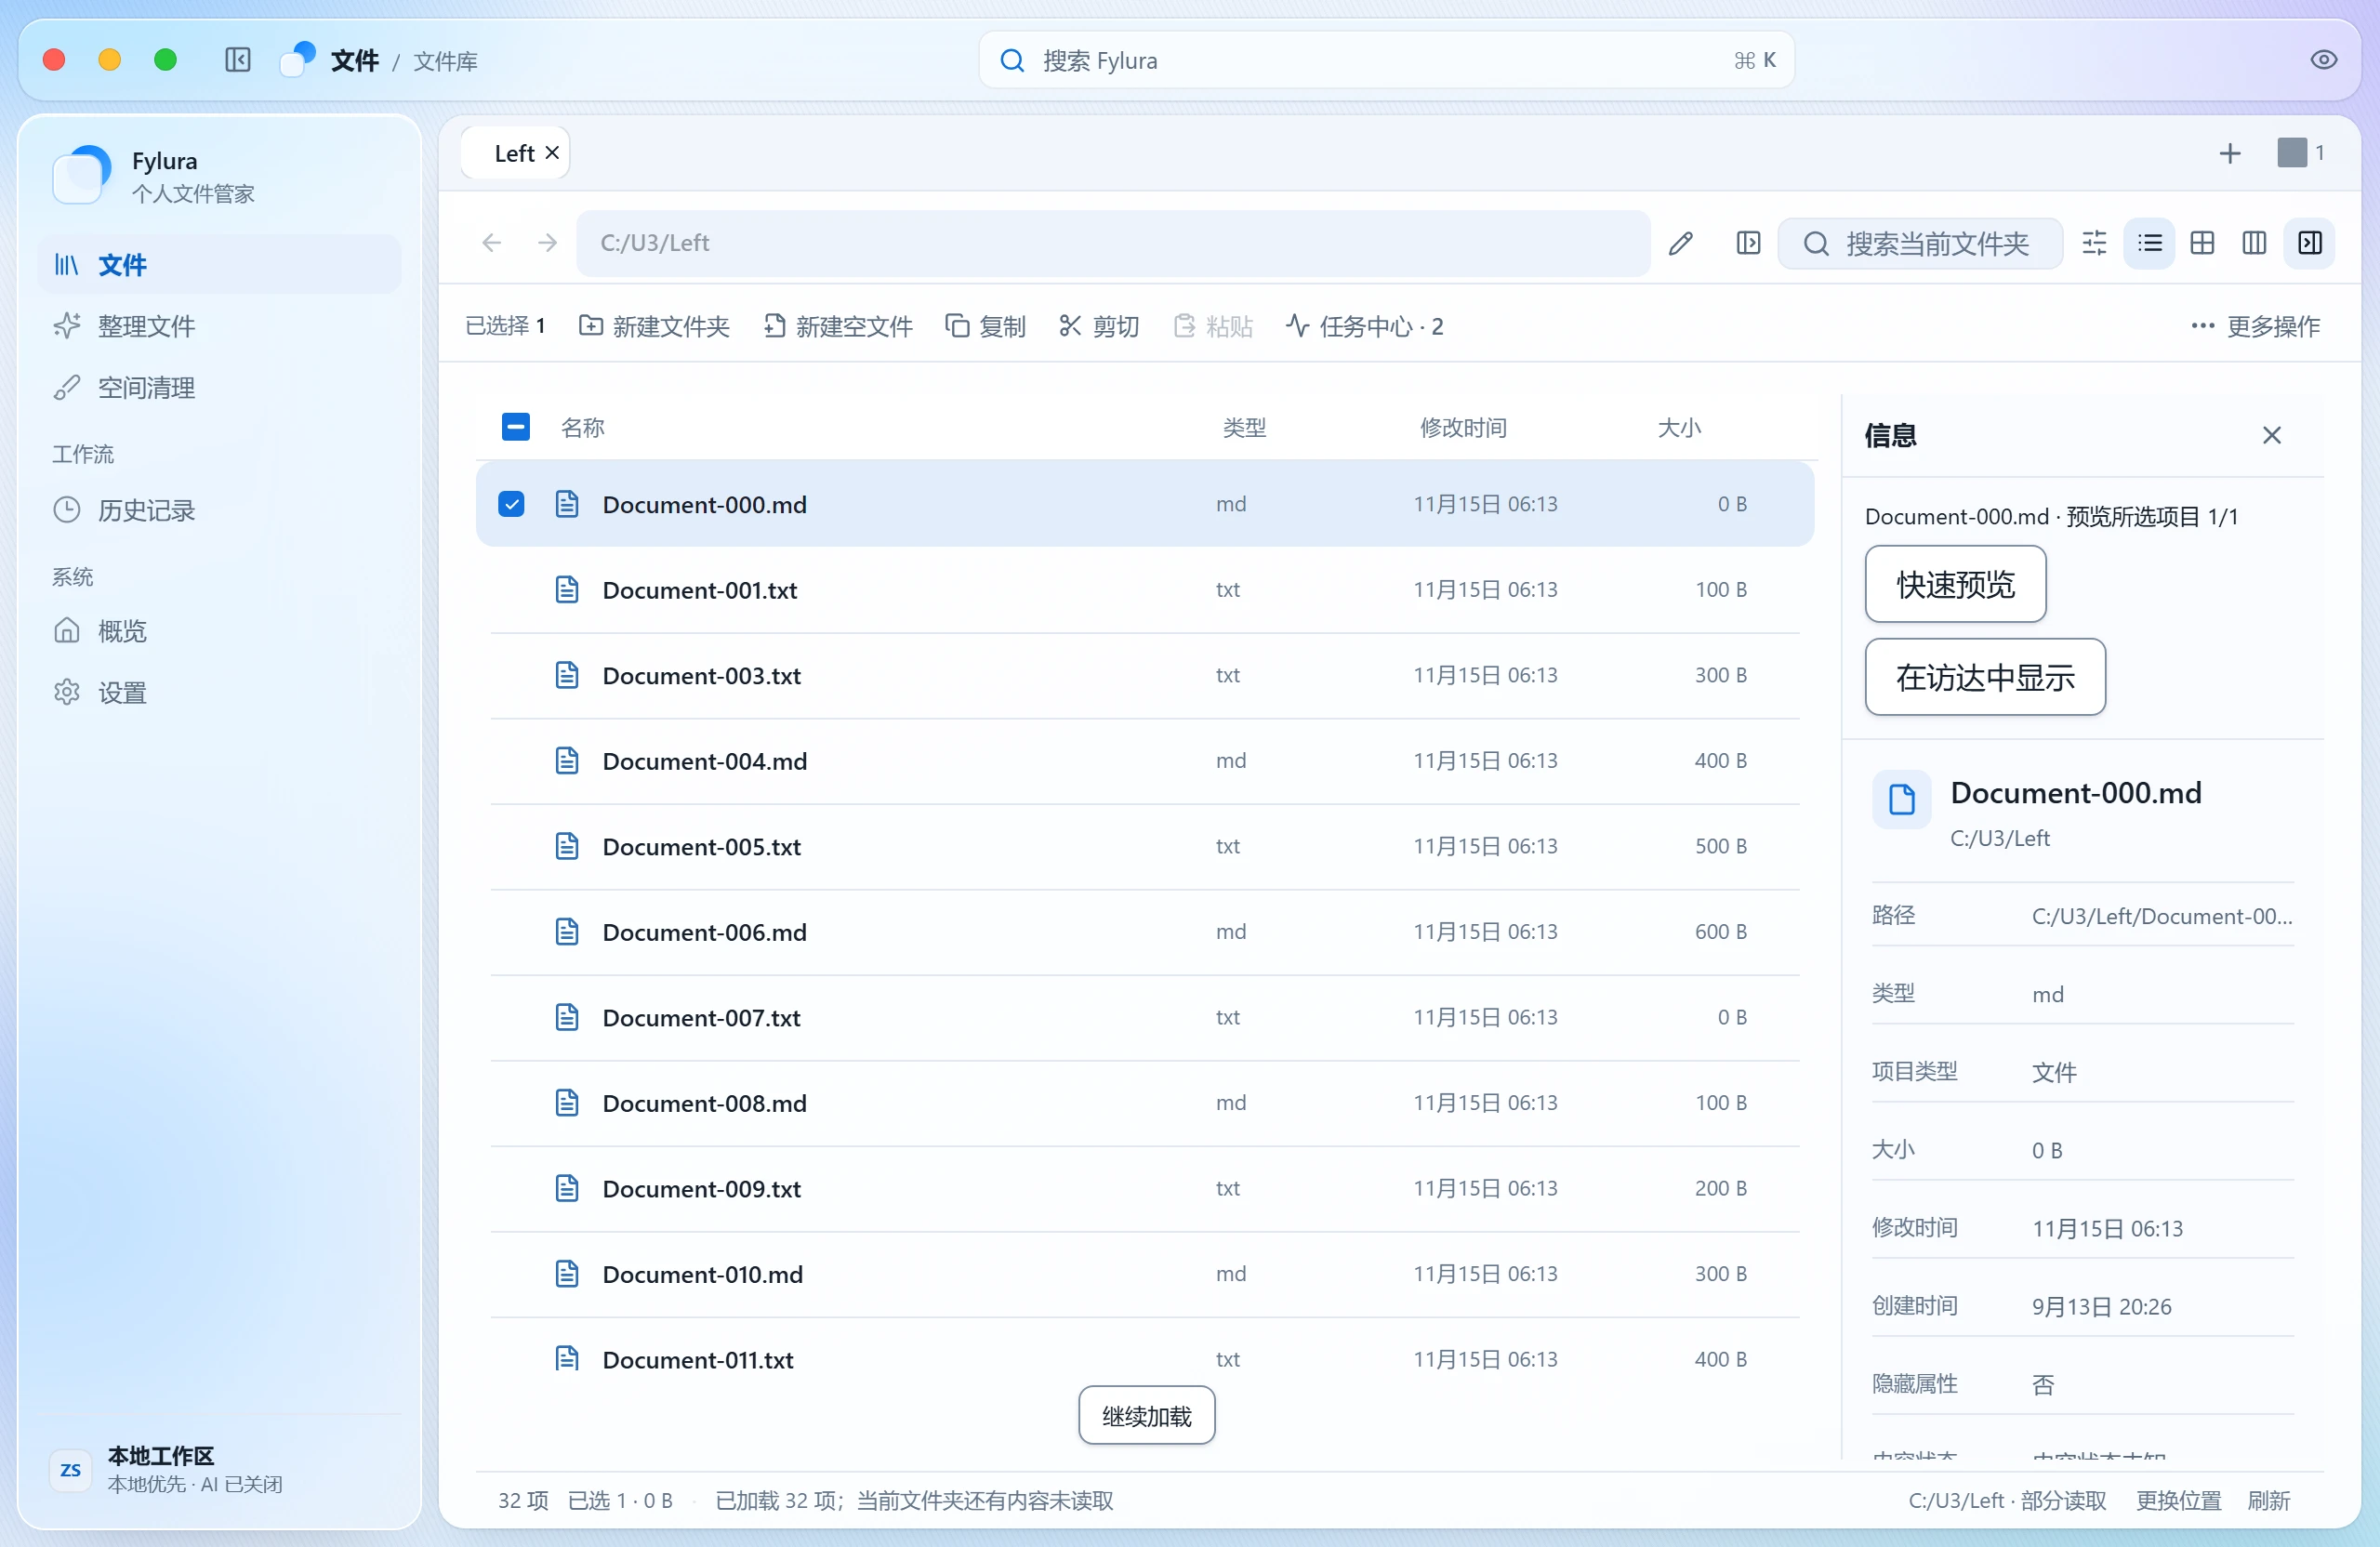 文件 / 文件库
搜索 Fylura
⌘ K
Fylura
个人文件管家
文件
整理文件
空间清理
工作流
历史记录
系统
概览
设置
ZS
本地工作区
本地优先 · AI 已关闭
Left
1
C:/U3/Left
搜索当前文件夹
已选择 1
新建文件夹
新建空文件
复制
剪切
粘贴
任务中心 · 2
更多操作
名称 类型 修改时间 大小
Document-000.md md 11月15日 06:13 0 B
Document-001.txt txt 11月15日 06:13 100 B
Document-003.txt txt 11月15日 06:13 300 B
Document-004.md md 11月15日 06:13 400 B
Document-005.txt txt 11月15日 06:13 500 B
Document-006.md md 11月15日 06:13 600 B
Document-007.txt txt 11月15日 06:13 0 B
Document-008.md md 11月15日 06:13 100 B
Document-009.txt txt 11月15日 06:13 200 B
Document-010.md md 11月15日 06:13 300 B
Document-011.txt txt 11月15日 06:13 400 B
继续加载
信息
Document-000.md · 预览所选项目 1/1
快速预览
在访达中显示
Document-000.md
C:/U3/Left
路径 C:/U3/Left/Document-00...
类型 md
项目类型 文件
大小 0 B
修改时间 11月15日 06:13
创建时间 9月13日 20:26
隐藏属性 否
32 项 已选 1 · 0 B · 已加载 32 项；当前文件夹还有内容未读取
C:/U3/Left · 部分读取 更换位置 刷新